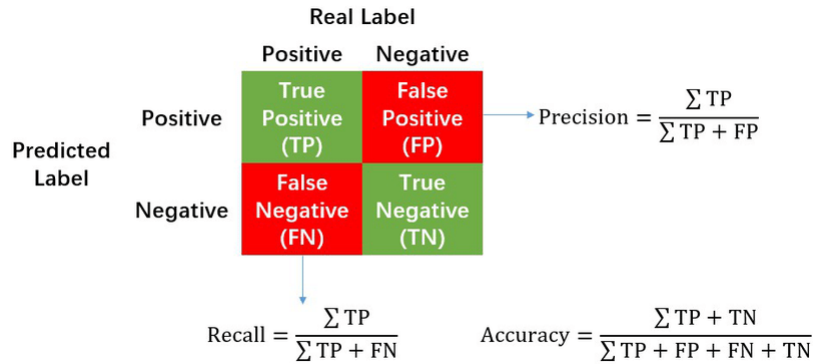 Real Label
Positive Negative
Predicted Label
Positive
True Positive (TP)
False Positive (FP)
Precision = ∑ TP / ∑ TP + FP
Negative
False Negative (FN)
True Negative (TN)
Recall = ∑ TP / ∑ TP + FN
Accuracy = ∑ TP + TN / ∑ TP + FP + FN + TN